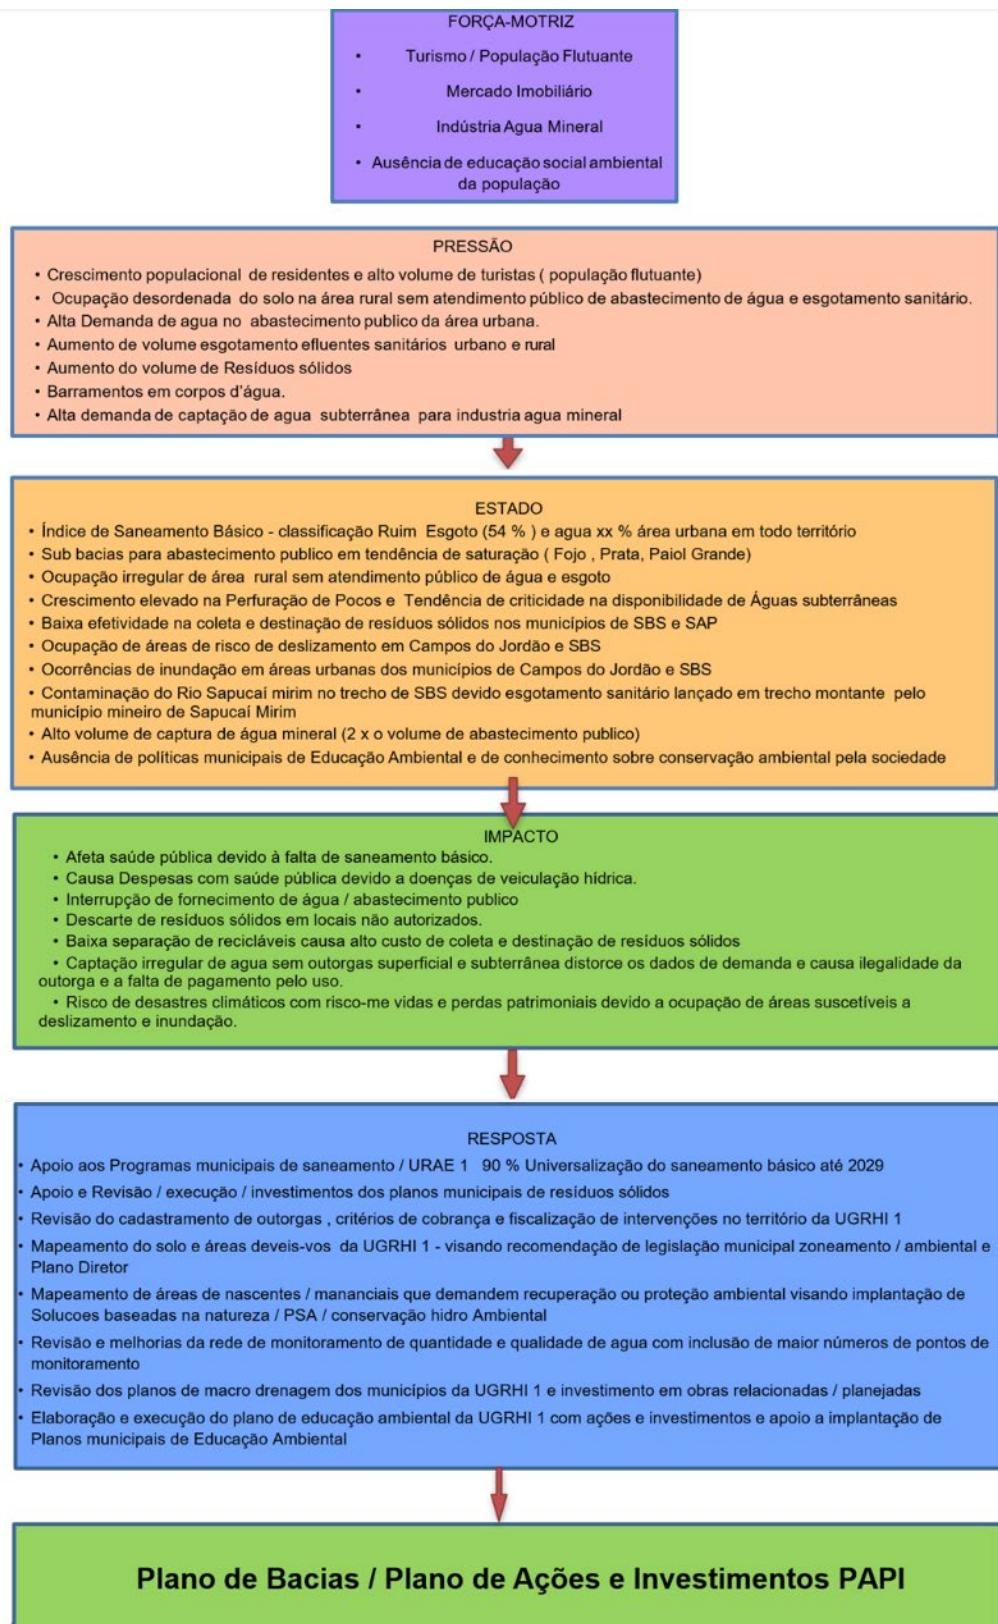 FORÇA-MOTRIZ
• Turismo / População Flutuante
• Mercado Imobiliário
• Indústria Agua Mineral
• Ausência de educação social ambiental
da população
PRESSÃO
• Crescimento populacional de residentes e alto volume de turistas ( população flutuante)
• Ocupação desordenada do solo na área rural sem atendimento público de abastecimento de água e esgotamento sanitário.
• Alta Demanda de agua no abastecimento publico da área urbana.
• Aumento de volume esgotamento efluentes sanitários urbano e rural
• Aumento do volume de Resíduos sólidos
• Barramentos em corpos d'água.
• Alta demanda de captação de agua subterrânea para industria agua mineral
ESTADO
• Índice de Saneamento Básico - classificação Ruim Esgoto (54 % ) e agua xx % área urbana em todo território
• Sub bacias para abastecimento publico em tendência de saturação ( Fojo , Prata, Paiol Grande)
• Ocupação irregular de área rural sem atendimento público de água e esgoto
• Crescimento elevado na Perfuração de Pocos e Tendência de criticidade na disponibilidade de Águas subterrâneas
• Baixa efetividade na coleta e destinação de resíduos sólidos nos municípios de SBS e SAP
• Ocupação de áreas de risco de deslizamento em Campos do Jordão e SBS
• Ocorrências de inundação em áreas urbanas dos municípios de Campos do Jordão e SBS
• Contaminação do Rio Sapucaí mirim no trecho de SBS devido esgotamento sanitário lançado em trecho montante pelo
município mineiro de Sapucaí Mirim
• Alto volume de captura de água mineral (2 x o volume de abastecimento publico)
• Ausência de políticas municipais de Educação Ambiental e de conhecimento sobre conservação ambiental pela sociedade
IMPACTO
• Afeta saúde pública devido à falta de saneamento básico.
• Causa Despesas com saúde pública devido a doenças de veiculação hídrica.
• Interrupção de fornecimento de água / abastecimento publico
• Descarte de resíduos sólidos em locais não autorizados.
• Baixa separação de recicláveis causa alto custo de coleta e destinação de resíduos sólidos
• Captação irregular de agua sem outorgas superficial e subterrânea distorce os dados de demanda e causa ilegalidade da
outorga e a falta de pagamento pelo uso.
• Risco de desastres climáticos com risco-me vidas e perdas patrimoniais devido a ocupação de áreas suscetíveis a
deslizamento e inundação.
RESPOSTA
• Apoio aos Programas municipais de saneamento / URAE 1 90 % Universalização do saneamento básico até 2029
• Apoio e Revisão / execução / investimentos dos planos municipais de resíduos sólidos
• Revisão do cadastramento de outorgas , critérios de cobrança e fiscalização de intervenções no território da UGRHI 1
• Mapeamento do solo e áreas deveis-vos da UGRHI 1 - visando recomendação de legislação municipal zoneamento / ambiental e
Plano Diretor
• Mapeamento de áreas de nascentes / mananciais que demandem recuperação ou proteção ambiental visando implantação de
Solucoes baseadas na natureza / PSA / conservação hidro Ambiental
• Revisão e melhorias da rede de monitoramento de quantidade e qualidade de agua com inclusão de maior números de pontos de
monitoramento
• Revisão dos planos de macro drenagem dos municípios da UGRHI 1 e investimento em obras relacionadas / planejadas
• Elaboração e execução do plano de educação ambiental da UGRHI 1 com ações e investimentos e apoio a implantação de
Planos municipais de Educação Ambiental
Plano de Bacias / Plano de Ações e Investimentos PAPI